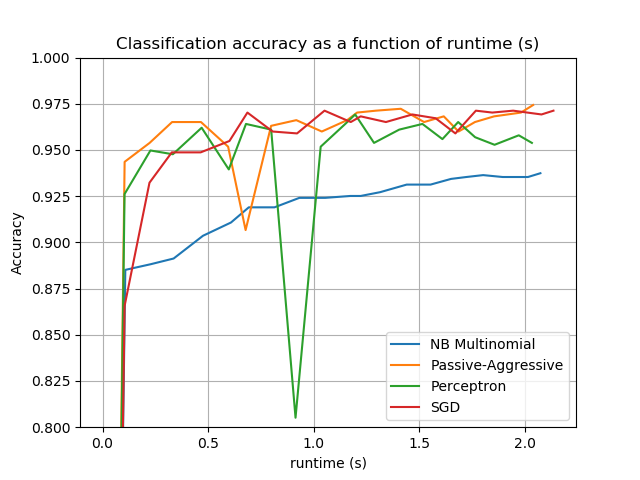 Classification accuracy as a function of runtime (s)
1.000
0.975
0.950
0.925
0.900
0.875
0.850
0.825
0.800
Accuracy
0.0 0.5 1.0 1.5 2.0
runtime (s)
NB Multinomial
Passive-Aggressive
Perceptron
SGD